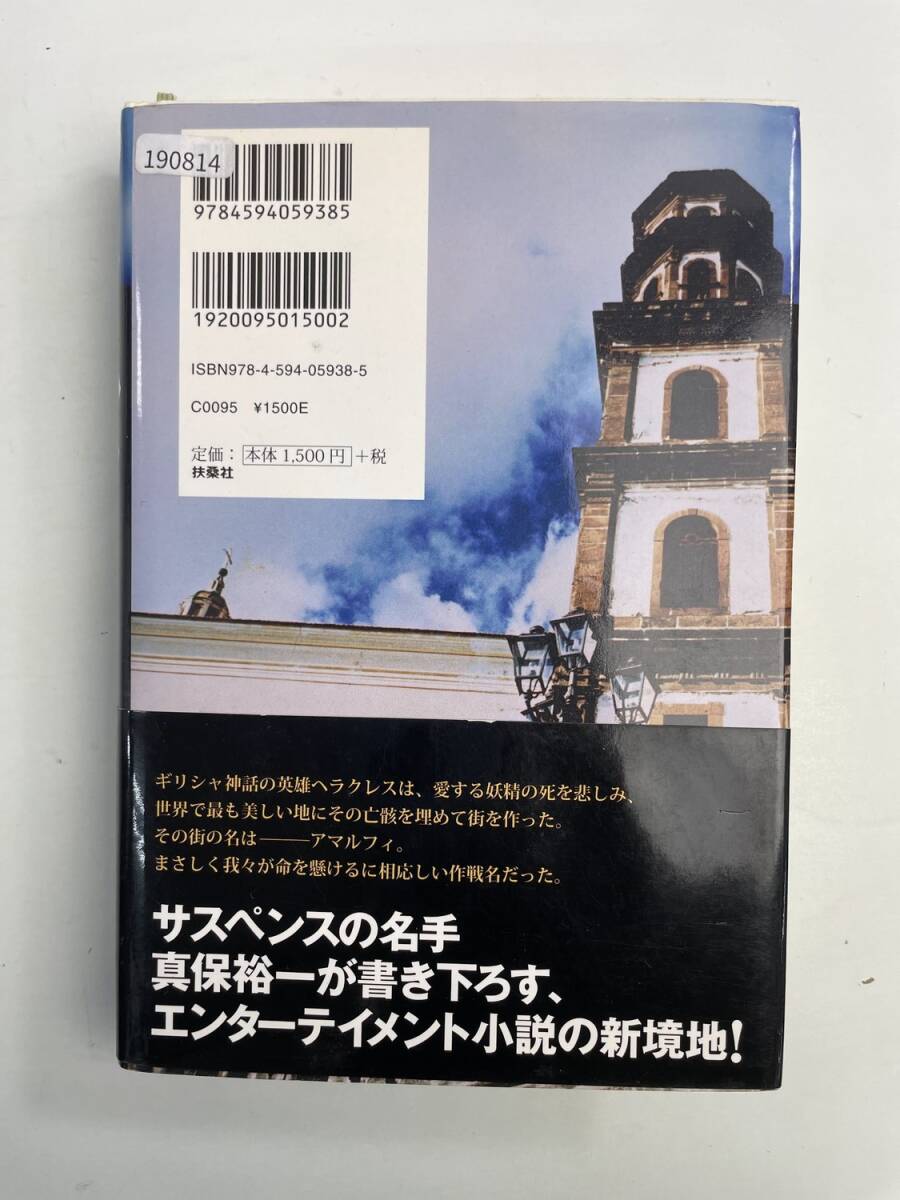 190814
9784594059385
1920095015002
ISBN978-4-594-05938-5
C0095 ¥1500E
定価：本体1,500円+税
扶桑社
ギリシャ神話の英雄ヘラクレスは、愛する妖精の死を悲しみ、
世界で最も美しい地にその亡骸を埋めて街を作った。
その街の名は───アマルフィ。
まさしく我々が命を懸けるに相応しい作戦名だった。
サスペンスの名手
真保裕一が書き下ろす、
エンターテイメント小説の新境地!